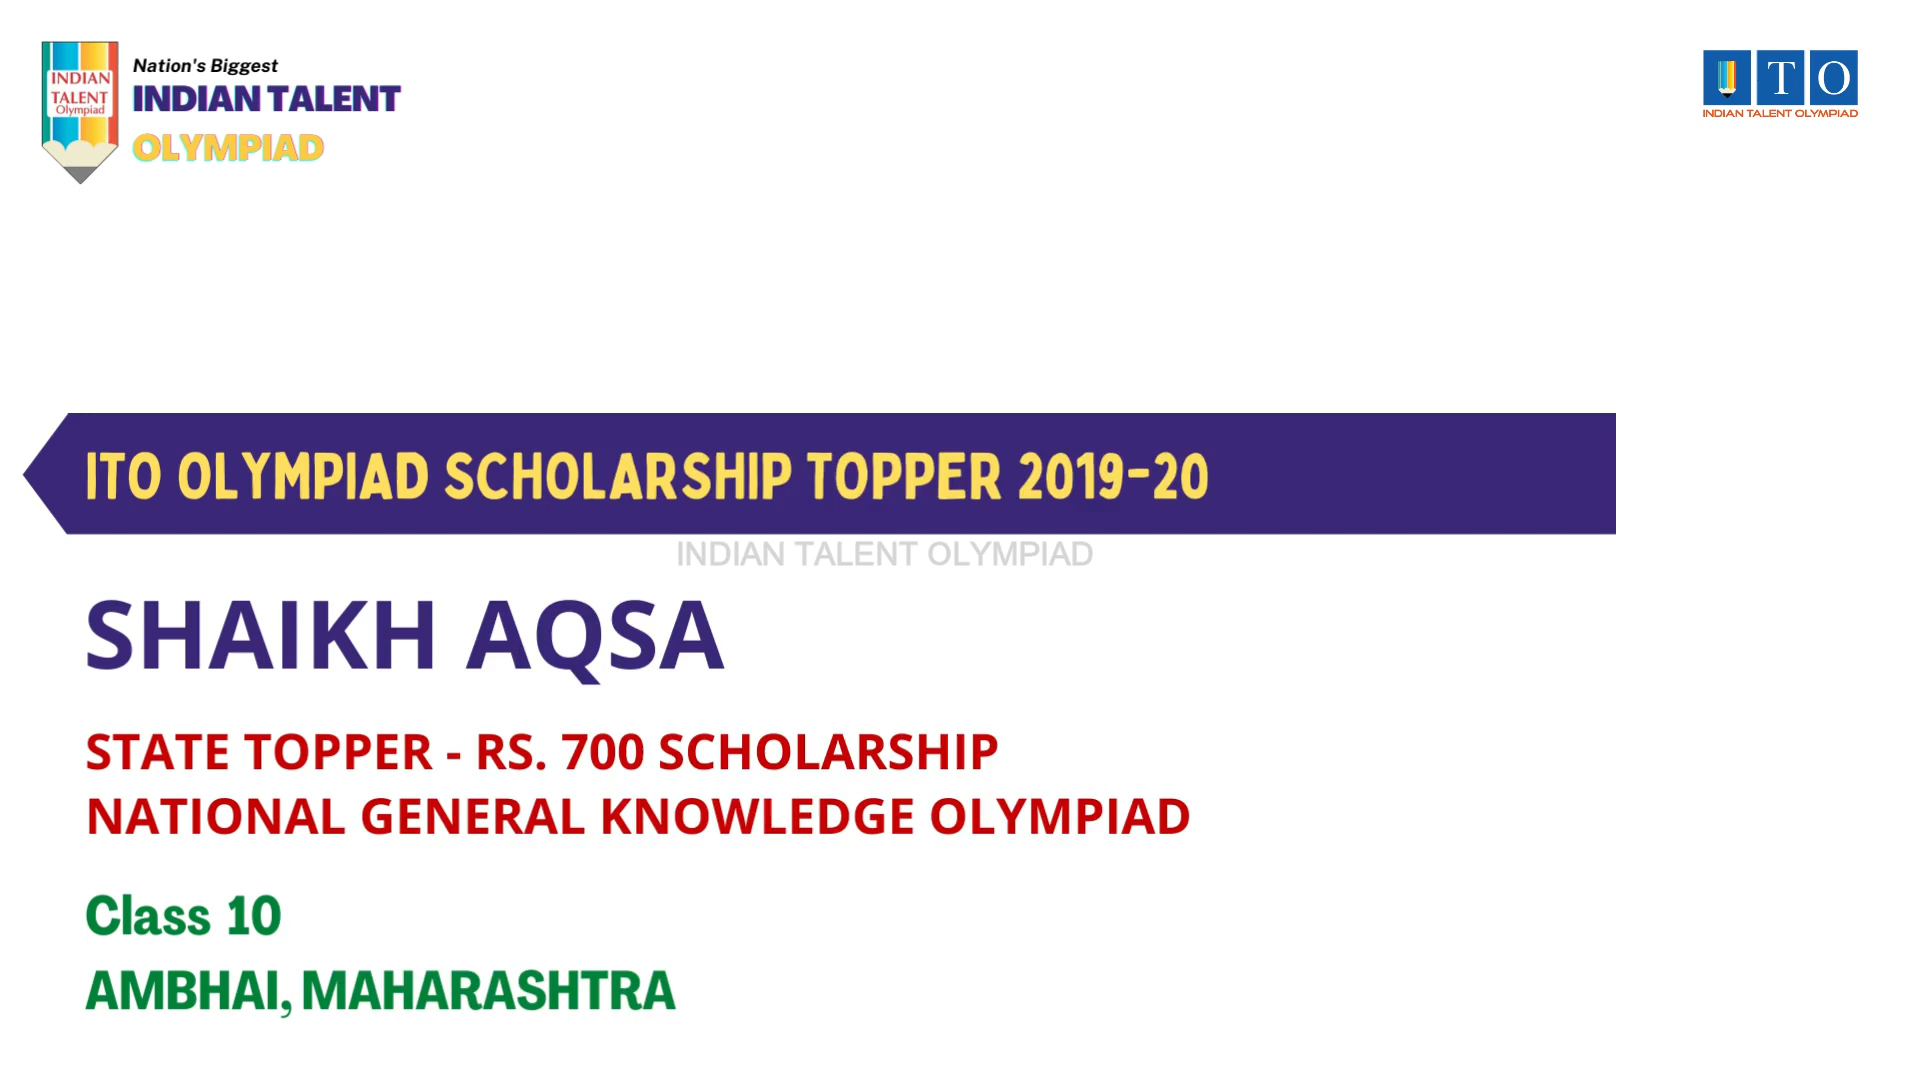 Nation's Biggest
INDIAN TALENT
OLYMPIAD
INDIAN
TALENT
Olympiad
TO
INDIAN TALENT OLYMPIAD
ITO OLYMPIAD SCHOLARSHIP TOPPER 2019-20
INDIAN TALENT OLYMPIAD
SHAIKH AQSA
STATE TOPPER - RS. 700 SCHOLARSHIP
NATIONAL GENERAL KNOWLEDGE OLYMPIAD
Class 10
AMBHAI, MAHARASHTRA